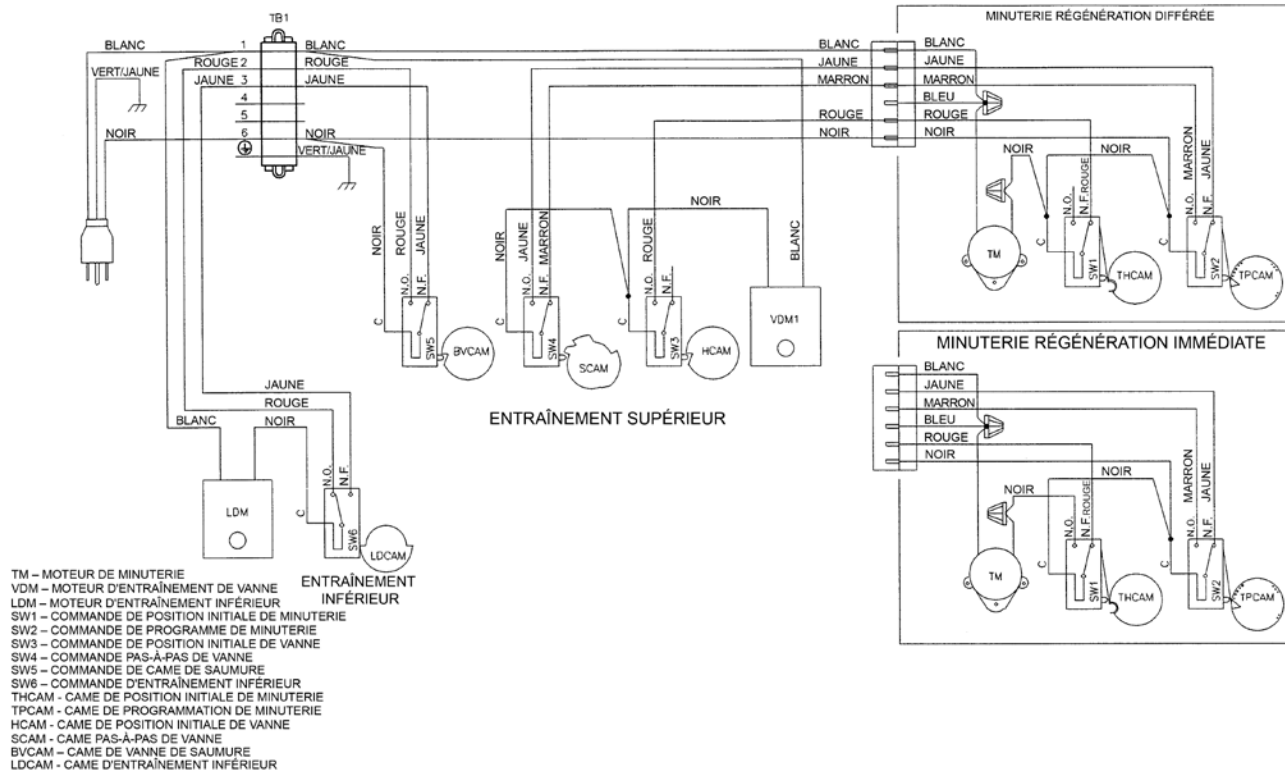 TB1
BLANC
1
BLANC
ROUGE
2
ROUGE
VERT/JAUNE
JAUNE
3
JAUNE
4
5
NOIR
6
NOIR
VERT/JAUNE
BLANC
JAUNE
MARRON
ROUGE
NOIR
NOIR
ROUGE
JAUNE
N.O.
N.F.
C
SW5
BVCAM
NOIR
JAUNE
MARRON
N.O.
N.F.
C
SW4
SCAM
ROUGE
N.O.
N.F.
C
SW3
HCAM
NOIR
BLANC
VDM1
ENTRAÎNEMENT SUPÉRIEUR
JAUNE
ROUGE
BLANC
NOIR
N.O.
N.F.
C
SW6
LDM
LDCAM
ENTRAÎNEMENT
INFÉRIEUR
MINUTERIE RÉGÉNÉRATION DIFFÉRÉE
BLANC
JAUNE
MARRON
BLEU
ROUGE
NOIR
NOIR
NOIR
MARRON
JAUNE
N.O.
N.F. ROUGE
N.O.
N.F.
C
C
TM
SW1
THCAM
SW2
TPCAM
MINUTERIE RÉGÉNÉRATION IMMÉDIATE
BLANC
JAUNE
MARRON
BLEU
ROUGE
NOIR
NOIR
NOIR
MARRON
JAUNE
N.O.
N.F. ROUGE
N.O.
N.F.
C
C
TM
SW1
THCAM
SW2
TPCAM
TM – MOTEUR DE MINUTERIE
VDM – MOTEUR D'ENTRAÎNEMENT DE VANNE
LDM – MOTEUR D'ENTRAÎNEMENT INFÉRIEUR
SW1 – COMMANDE DE POSITION INITIALE DE MINUTERIE
SW2 – COMMANDE DE PROGRAMME DE MINUTERIE
SW3 – COMMANDE DE POSITION INITIALE DE VANNE
SW4 – COMMANDE PAS-À-PAS DE VANNE
SW5 – COMMANDE DE CAME DE SAUMURE
SW6 – COMMANDE D'ENTRAÎNEMENT INFÉRIEUR
THCAM - CAME DE POSITION INITIALE DE MINUTERIE
TPCAM - CAME DE PROGRAMMATION DE MINUTERIE
HCAM - CAME DE POSITION INITIALE DE VANNE
SCAM - CAME PAS-À-PAS DE VANNE
BVCAM – CAME DE VANNE DE SAUMURE
LDCAM - CAME D'ENTRAÎNEMENT INFÉRIEUR